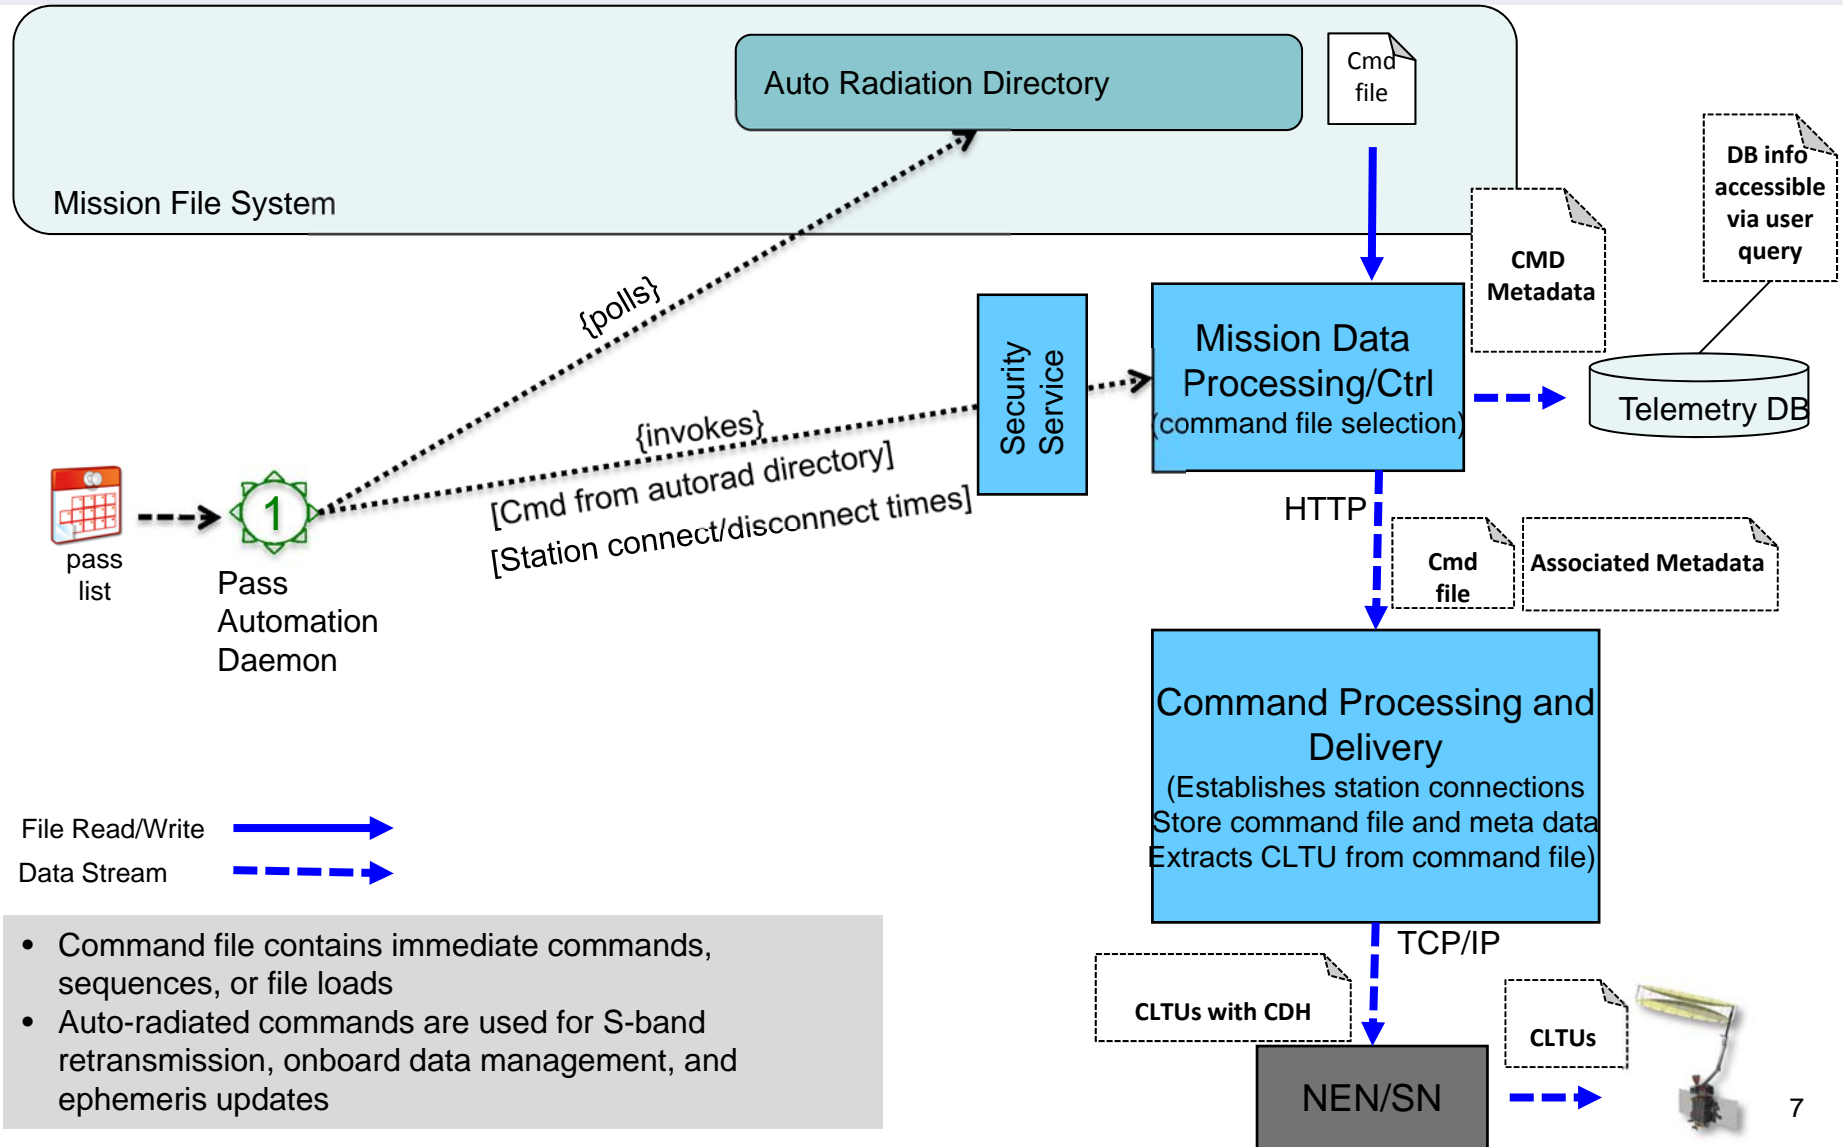 Auto Radiation Directory
Cmd
file
Mission File System
DB info
accessible
via user
query
CMD
Metadata
{polls}
Security
Service
Mission Data
Processing/Ctrl
(command file selection)
Telemetry DB
{invokes}
[Cmd from autorad directory]
[Station connect/disconnect times]
pass
list
1
Pass
Automation
Daemon
HTTP
Cmd
file
Associated Metadata
Command Processing and
Delivery
(Establishes station connections
Store command file and meta data
Extracts CLTU from command file)
File Read/Write
Data Stream
• Command file contains immediate commands,
sequences, or file loads
• Auto-radiated commands are used for S-band
retransmission, onboard data management, and
ephemeris updates
TCP/IP
CLTUs with CDH
CLTUs
NEN/SN
7